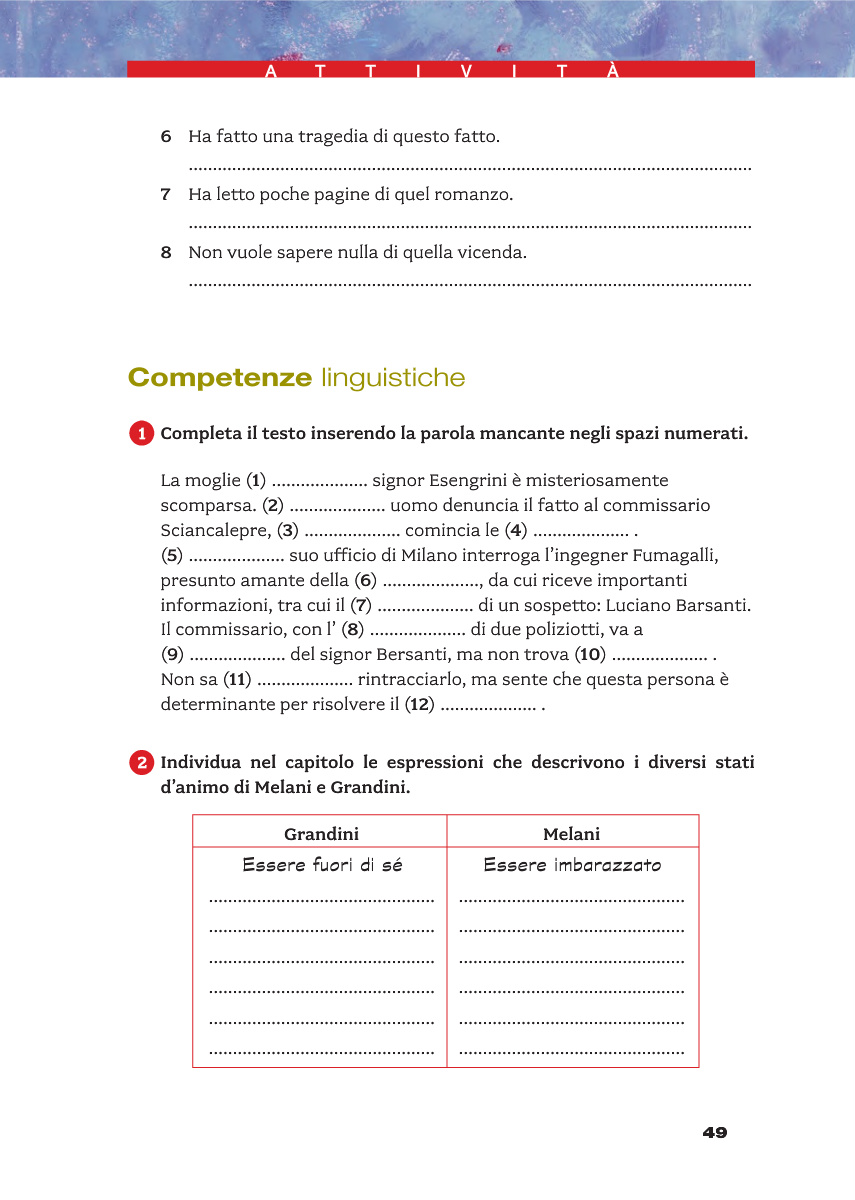 ATTIVITÀ
6 Ha fatto una tragedia di questo fatto.
......................................................................................................................
7 Ha letto poche pagine di quel romanzo.
......................................................................................................................
8 Non vuole sapere nulla di quella vicenda.
......................................................................................................................
Competenze linguistiche
1 Completa il testo inserendo la parola mancante negli spazi numerati.
La moglie (1) .................... signor Esengrini è misteriosamente
scomparsa. (2) .................... uomo denuncia il fatto al commissario
Sciancalepre, (3) .................... comincia le (4) .................... .
(5) .................... suo ufficio di Milano interroga l’ingegner Fumagalli,
presunto amante della (6) ...................., da cui riceve importanti
informazioni, tra cui il (7) .................... di un sospetto: Luciano Barsanti.
Il commissario, con l’ (8) .................... di due poliziotti, va a
(9) .................... del signor Bersanti, ma non trova (10) .................... .
Non sa (11) .................... rintracciarlo, ma sente che questa persona è
determinante per risolvere il (12) .................... .
2 Individua nel capitolo le espressioni che descrivono i diversi stati
d’animo di Melani e Grandini.
Grandini Melani
Essere fuori di sé Essere imbarazzato
............................................... ...............................................
............................................... ...............................................
............................................... ...............................................
............................................... ...............................................
............................................... ...............................................
............................................... ...............................................
49